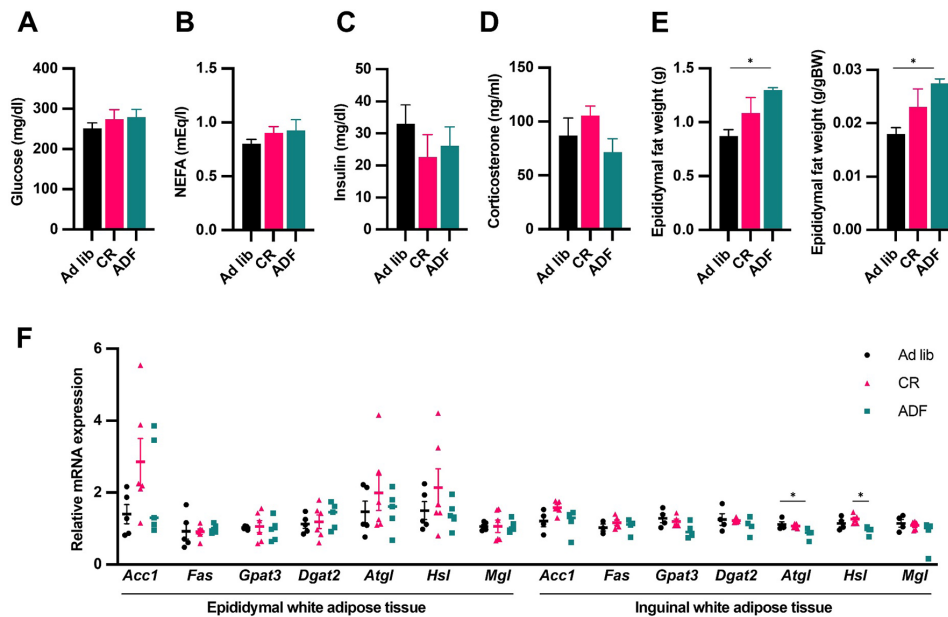 A
B
C
D
E
Glucose (mg/dl)
400
300
200
100
0
Ad lib
CR
ADF
NEFA (mEq/l)
1.5
1.0
0.5
0.0
Ad lib
CR
ADF
Insulin (mg/dl)
50
40
30
20
10
0
Ad lib
CR
ADF
Corticosterone (ng/ml)
150
100
50
0
Ad lib
CR
ADF
Epididymal fat weight (g)
1.5
1.0
0.5
0.0
*
Ad lib
CR
ADF
Epididymal fat weight (g/gBW)
0.03
0.02
0.01
0.00
*
Ad lib
CR
ADF
F
Relative mRNA expression
6
4
2
0
Ad lib
CR
ADF
* *
Acc1 Fas Gpat3 Dgat2 Atgl Hsl Mgl Acc1 Fas Gpat3 Dgat2 Atgl Hsl Mgl
Epididymal white adipose tissue Inguinal white adipose tissue